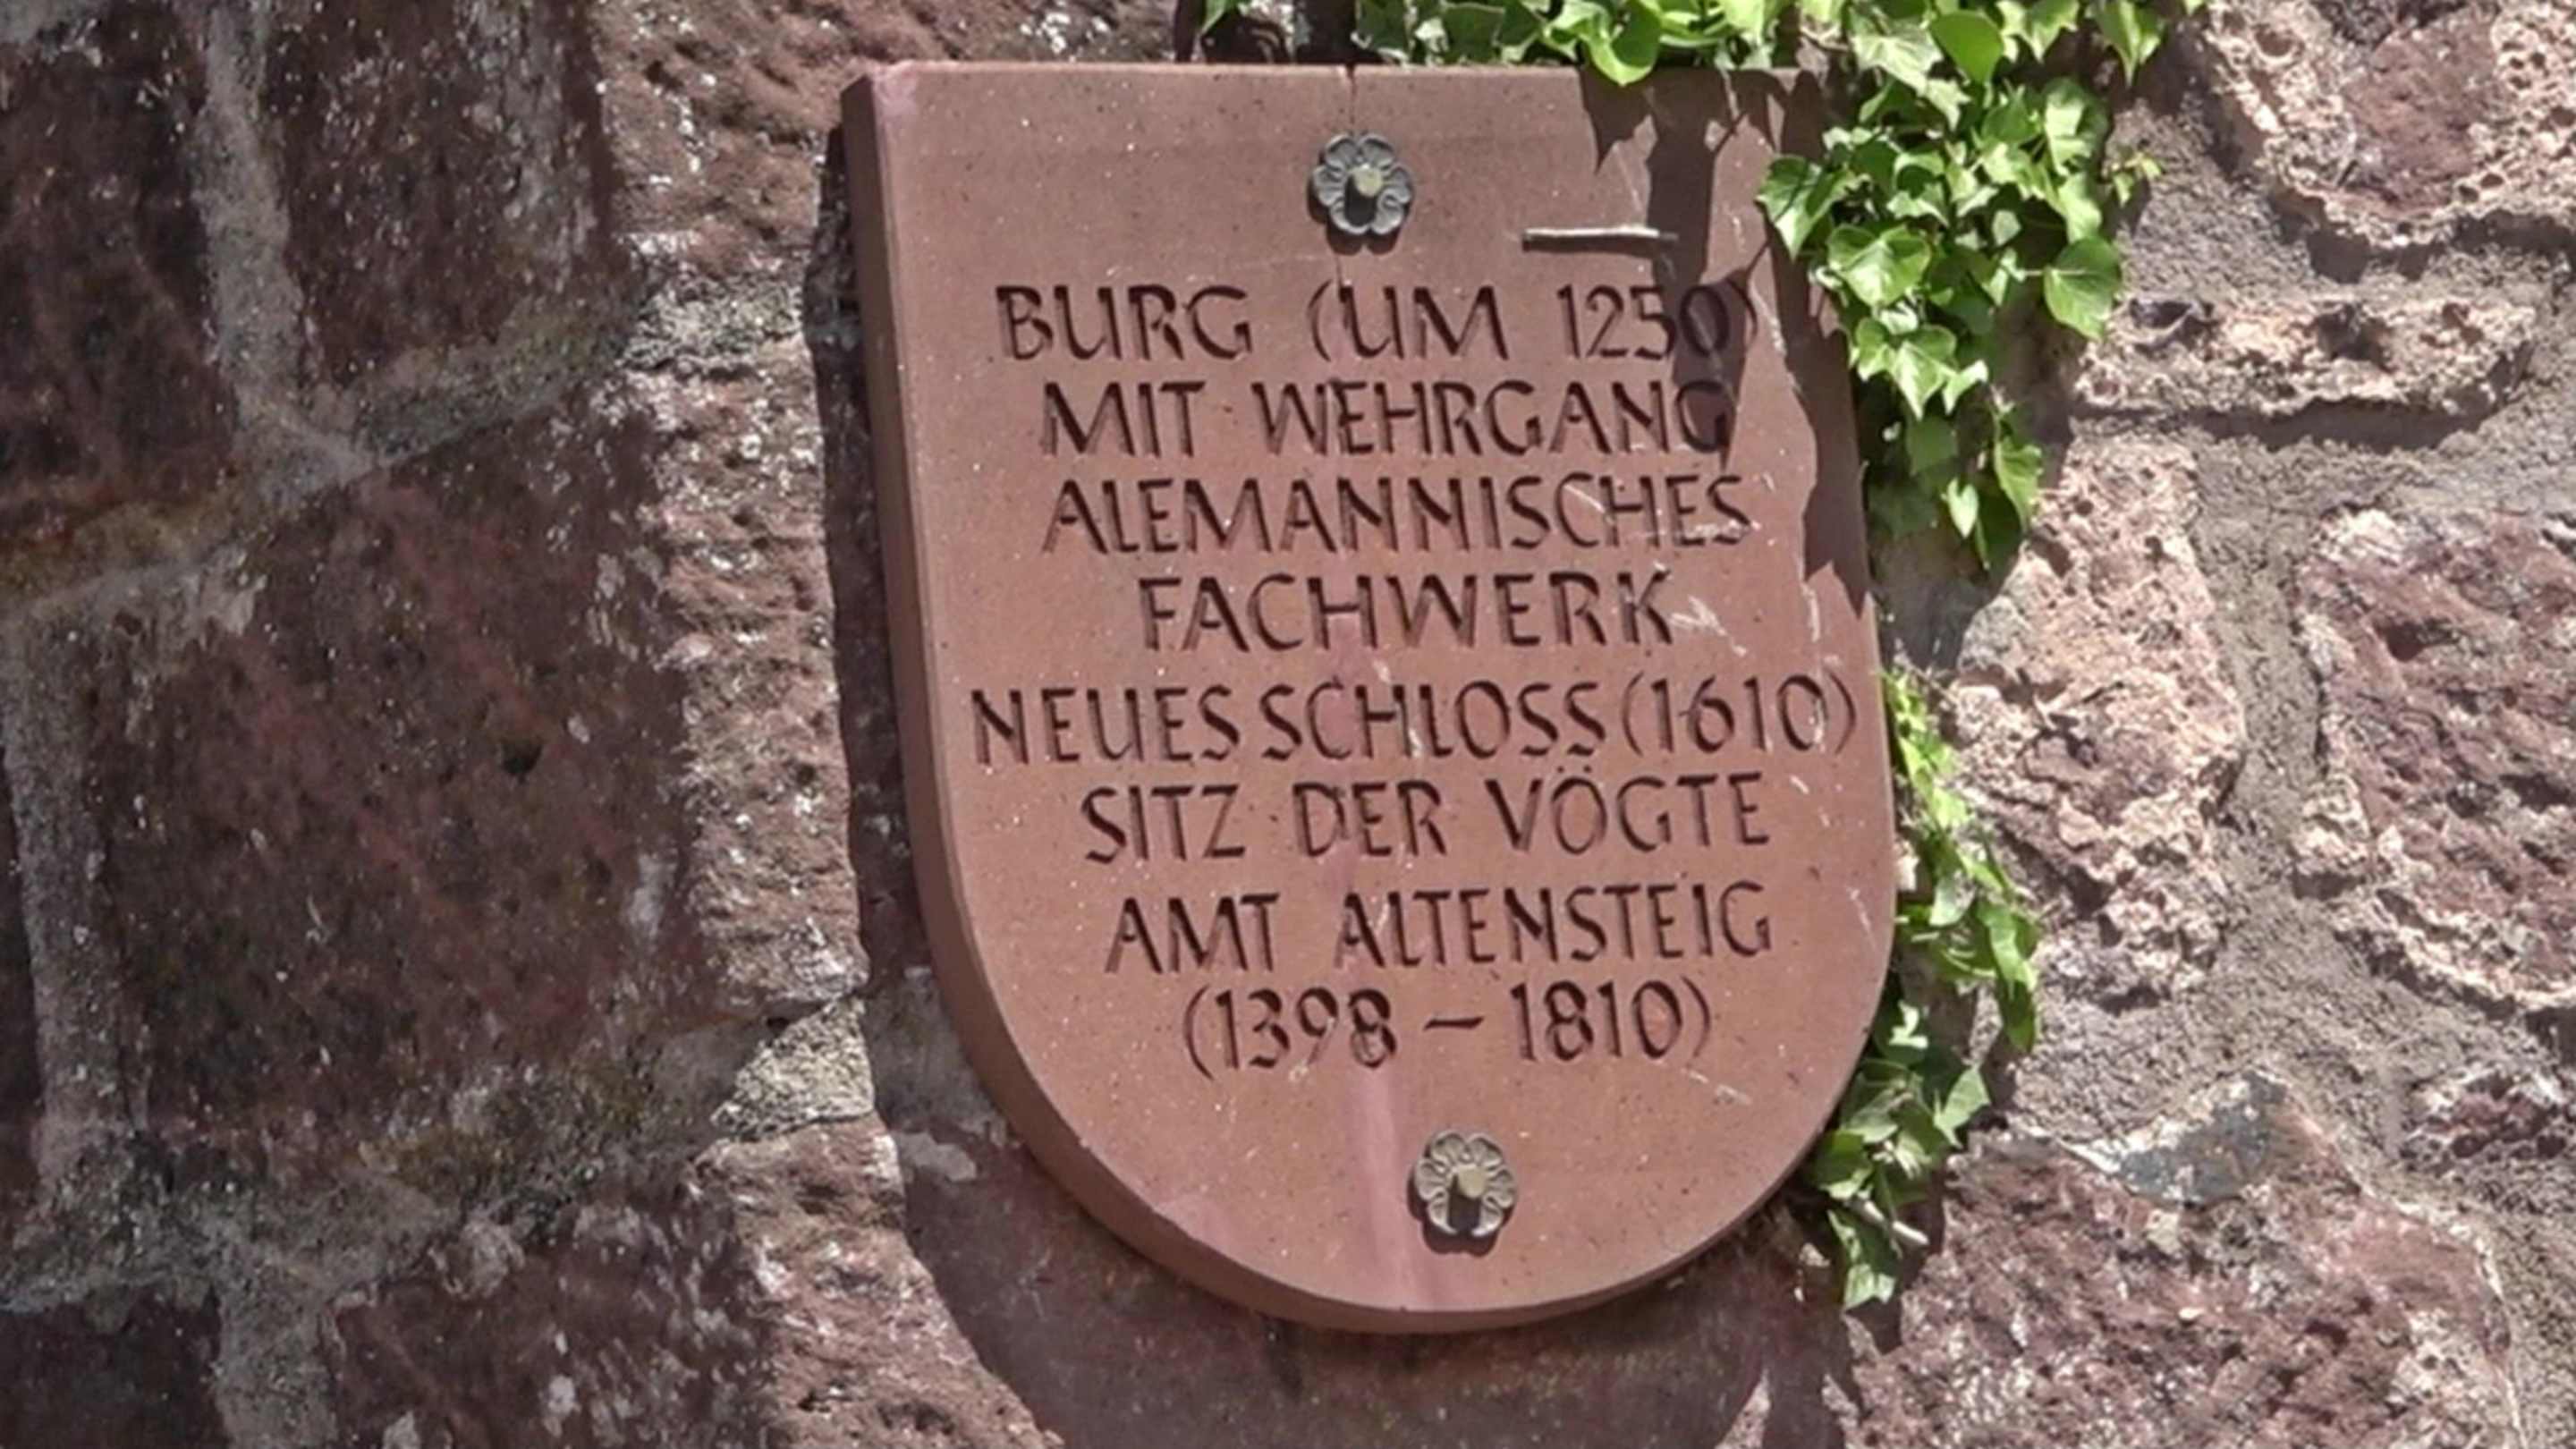 BURG (UM 1250)
MIT WEHRGANG
ALEMANNISCHES
FACHWERK
NEUES SCHLOSS (1610)
SITZ DER VÖGTE
AMT ALTENSTEIG
(1398 – 1810)